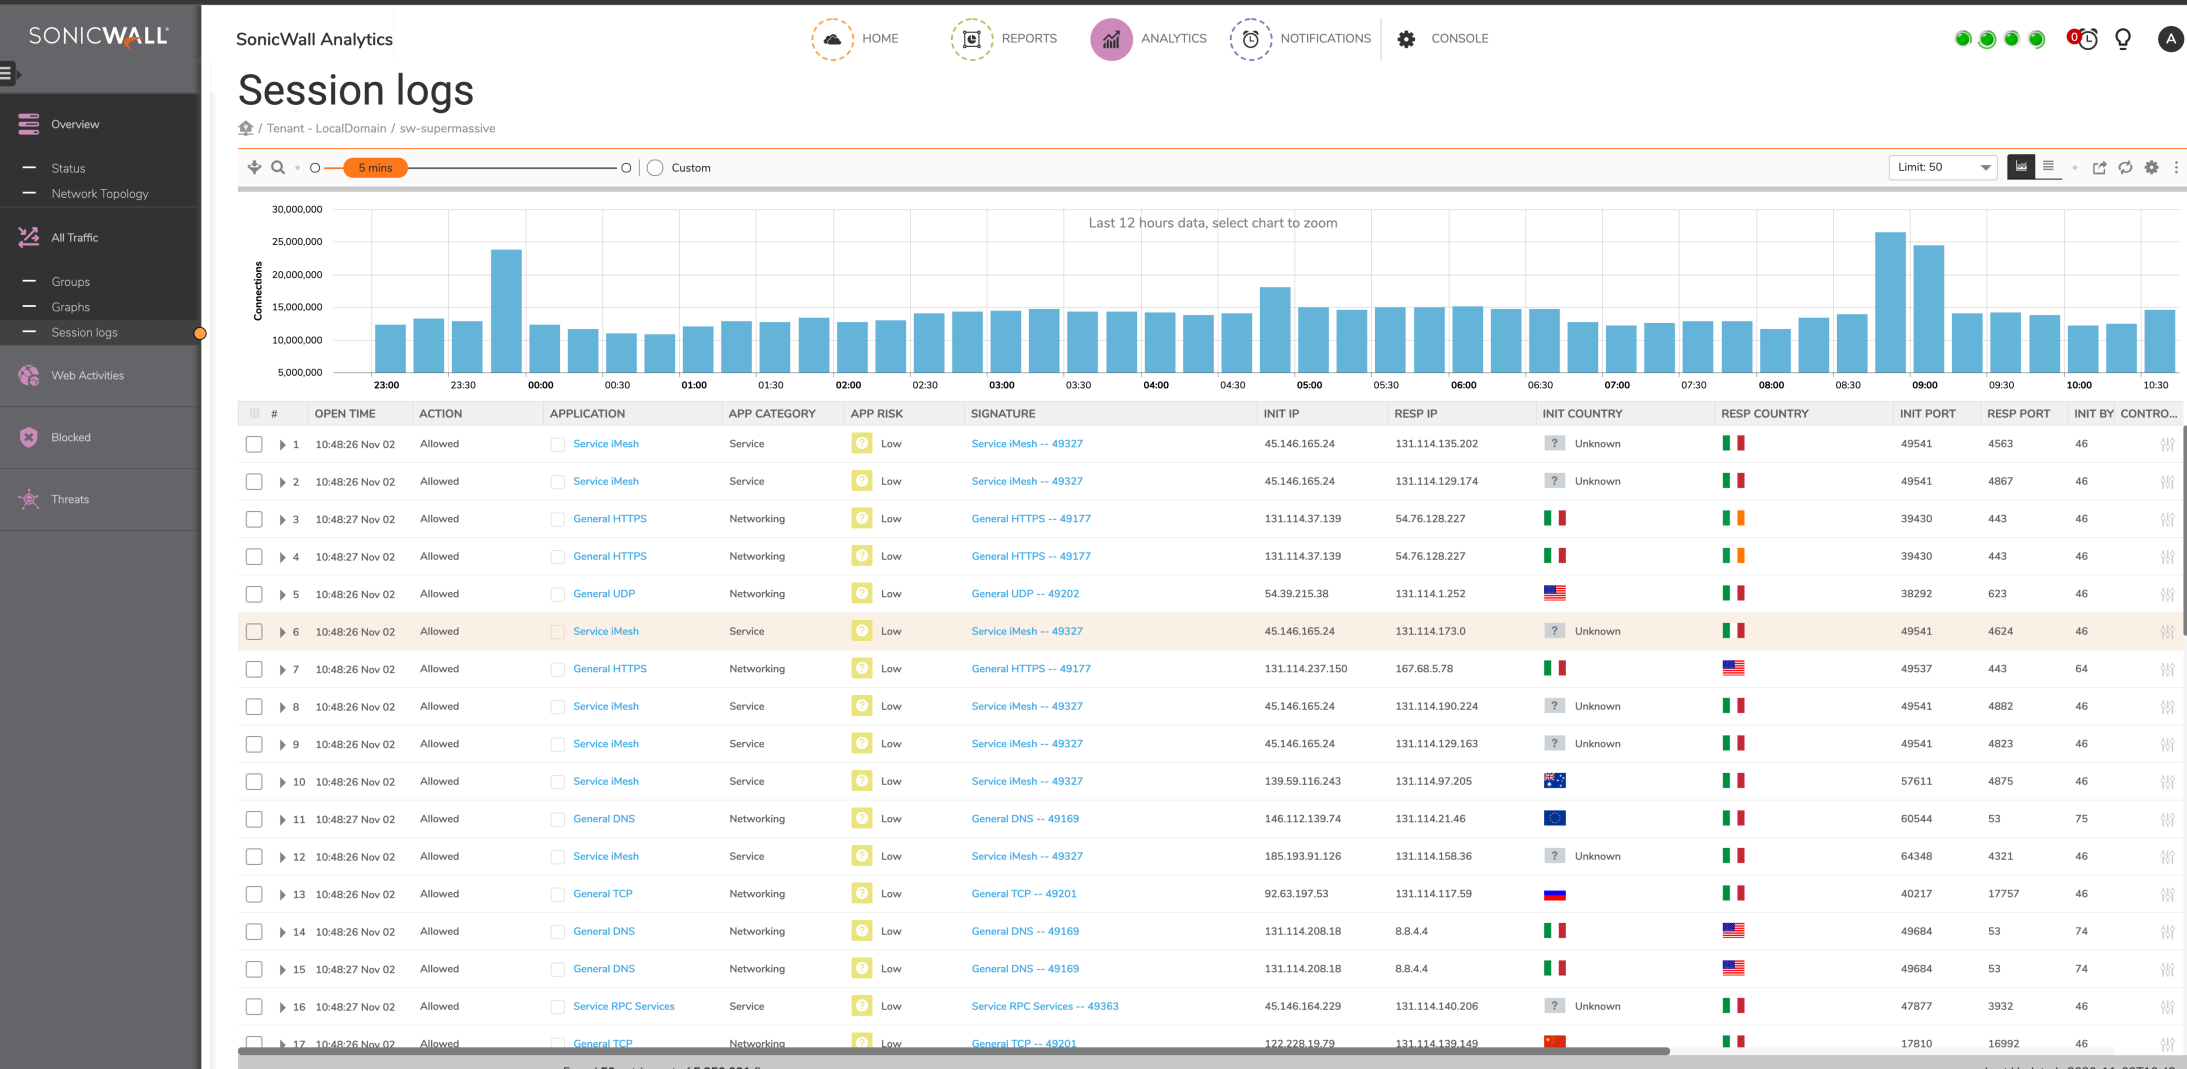 SONICWALL
SonicWall Analytics
HOME
REPORTS
ANALYTICS
NOTIFICATIONS
CONSOLE
0
A
Session logs
/ Tenant - LocalDomain / sw-supermassive
Overview
Status
Network Topology
All Traffic
Groups
Graphs
Session logs
Web Activities
Blocked
Threats
5 mins
Custom
Limit: 50
Last 12 hours data, select chart to zoom
Connections
30,000,000
25,000,000
20,000,000
15,000,000
10,000,000
5,000,000
23:00 23:30 00:00 00:30 01:00 01:30 02:00 02:30 03:00 03:30 04:00 04:30 05:00 05:30 06:00 06:30 07:00 07:30 08:00 08:30 09:00 09:30 10:00 10:30
# OPEN TIME ACTION APPLICATION APP CATEGORY APP RISK SIGNATURE INIT IP RESP IP INIT COUNTRY RESP COUNTRY INIT PORT RESP PORT INIT BY CONTRO...
1 10:48:26 Nov 02 Allowed Service iMesh Service ? Low Service iMesh -- 49327 45.146.165.24 131.114.135.202 ? Unknown 49541 4563 46
2 10:48:26 Nov 02 Allowed Service iMesh Service ? Low Service iMesh -- 49327 45.146.165.24 131.114.129.174 ? Unknown 49541 4867 46
3 10:48:27 Nov 02 Allowed General HTTPS Networking ? Low General HTTPS -- 49177 131.114.37.139 54.76.128.227 39430 443 46
4 10:48:27 Nov 02 Allowed General HTTPS Networking ? Low General HTTPS -- 49177 131.114.37.139 54.76.128.227 39430 443 46
5 10:48:26 Nov 02 Allowed General UDP Networking ? Low General UDP -- 49202 54.39.215.38 131.114.1.252 38292 623 46
6 10:48:26 Nov 02 Allowed Service iMesh Service ? Low Service iMesh -- 49327 45.146.165.24 131.114.173.0 ? Unknown 49541 4624 46
7 10:48:26 Nov 02 Allowed General HTTPS Networking ? Low General HTTPS -- 49177 131.114.237.150 167.68.5.78 49537 443 64
8 10:48:26 Nov 02 Allowed Service iMesh Service ? Low Service iMesh -- 49327 45.146.165.24 131.114.190.224 ? Unknown 49541 4882 46
9 10:48:26 Nov 02 Allowed Service iMesh Service ? Low Service iMesh -- 49327 45.146.165.24 131.114.129.163 ? Unknown 49541 4823 46
10 10:48:26 Nov 02 Allowed Service iMesh Service ? Low Service iMesh -- 49327 139.59.116.243 131.114.97.205 57611 4875 46
11 10:48:27 Nov 02 Allowed General DNS Networking ? Low General DNS -- 49169 146.112.139.74 131.114.21.46 60544 53 75
12 10:48:26 Nov 02 Allowed Service iMesh Service ? Low Service iMesh -- 49327 185.193.91.126 131.114.158.36 ? Unknown 64348 4321 46
13 10:48:26 Nov 02 Allowed General TCP Networking ? Low General TCP -- 49201 92.63.197.53 131.114.117.59 40217 17757 46
14 10:48:26 Nov 02 Allowed General DNS Networking ? Low General DNS -- 49169 131.114.208.18 8.8.4.4 49684 53 74
15 10:48:27 Nov 02 Allowed General DNS Networking ? Low General DNS -- 49169 131.114.208.18 8.8.4.4 49684 53 74
16 10:48:27 Nov 02 Allowed Service RPC Services Service ? Low Service RPC Services -- 49363 45.146.164.229 131.114.140.206 ? Unknown 47877 3932 46
17 10:48:26 Nov 02 Allowed General TCP Networking ? Low General TCP -- 49201 122.228.19.79 131.114.139.149 17810 16992 46